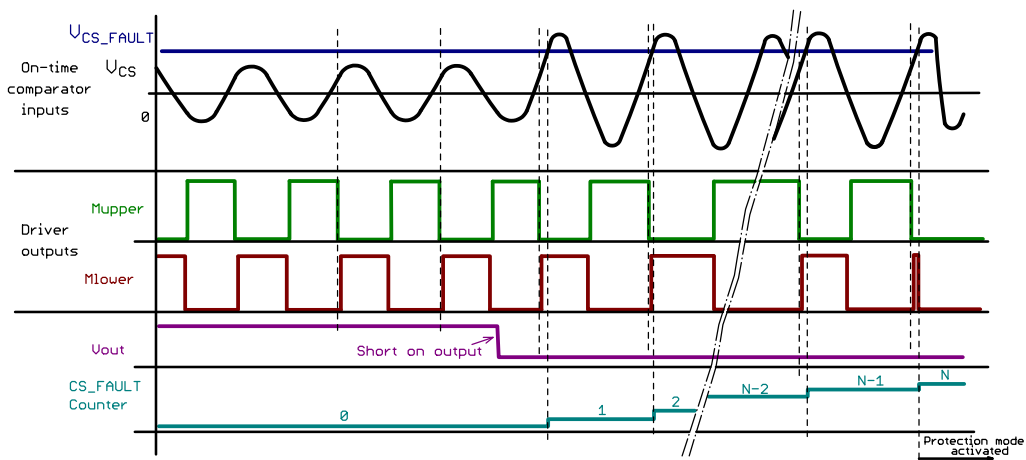 VCS_FAULT
On-time
comparator
inputs
VCS
0
Mupper
Driver
outputs
Mlower
Vout
Short on output
CS_FAULT
Counter
0
1
2
N-2
N-1
N
Protection mode
activated